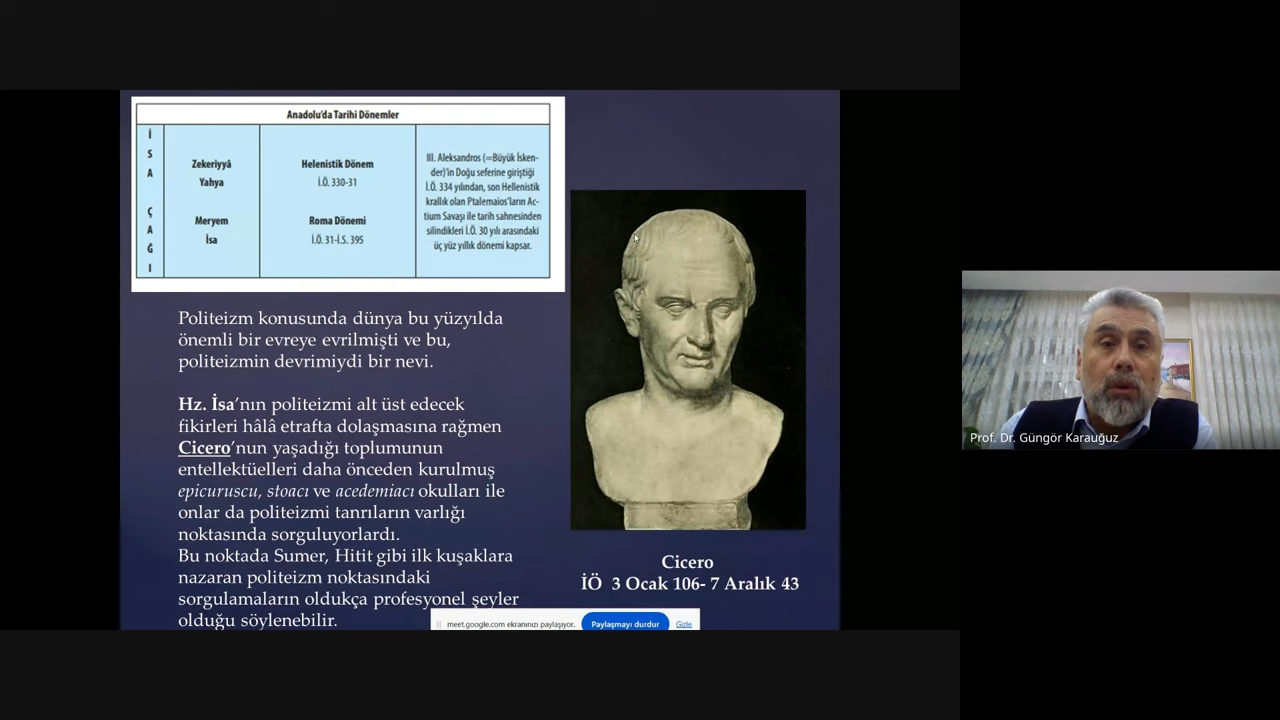 Anadolu'da Tarihi Dönemler
İ
S
A
Ç
A
Ğ
I
Zekeriyyâ
Yahya
Meryem
İsa
Helenistik Dönem
İ.Ö. 330-31
Roma Dönemi
İ.Ö. 31-İ.S. 395
III. Aleksandros (=Büyük İsken-
der)'in Doğu seferine giriştiği
İ.Ö. 334 yılından, son Hellenistik
krallık olan Ptalemaios'ların Ac-
tium Savaşı ile tarih sahnesinden
silindikleri İ.Ö. 30 yılı arasındaki
üç yüz yıllık dönemi kapsar.
Politeizm konusunda dünya bu yüzyılda
önemli bir evreye evrilmişti ve bu,
politeizmin devrimiydi bir nevi.
Hz. İsa'nın politeizmi alt üst edecek
fikirleri hâlâ etrafta dolaşmasına rağmen
Cicero'nun yaşadığı toplumunun
entellektüelleri daha önceden kurulmuş
epicuruscu, stoacı ve acedemiacı okulları ile
onlar da politeizmi tanrıların varlığı
noktasında sorguluyorlardı.
Bu noktada Sumer, Hitit gibi ilk kuşaklara
nazaran politeizm noktasındaki
sorgulamaların oldukça profesyonel şeyler
olduğu söylenebilir.
Cicero
İÖ 3 Ocak 106- 7 Aralık 43
meet.google.com ekranınızı paylaşıyor. Paylaşmayı durdur Gizle
Prof. Dr. Güngör Karauğuz